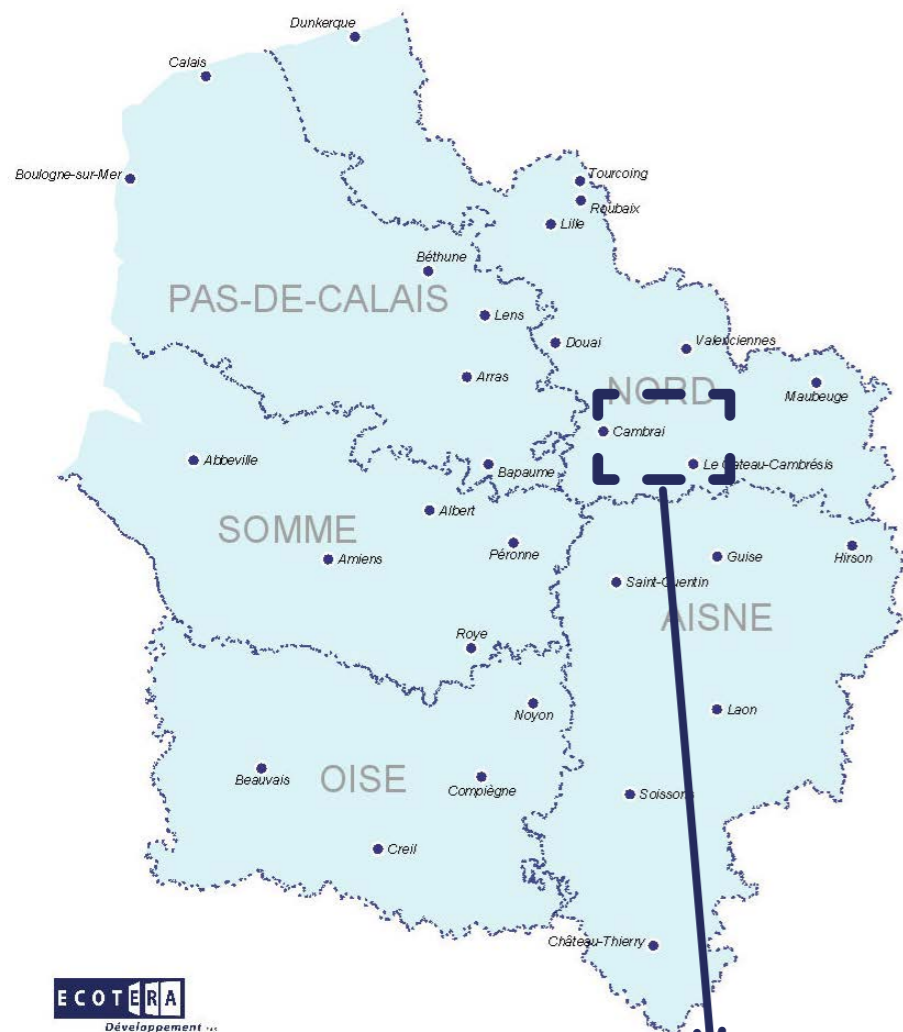 Dunkerque
Calais
Boulogne-sur-Mer
Tourcoing
Roubaix
Lille
Béthune
PAS-DE-CALAIS
Lens
Douai
Valenciennes
Arras
NORD
Maubeuge
Cambrai
Abbeville
Bapaume
Le Cateau-Cambrésis
Albert
SOMME
Péronne
Amiens
Guise
Hirson
Saint-Quentin
AISNE
Roye
Noyon
Laon
Beauvais
OISE
Compiègne
Soissons
Creil
Château-Thierry
ECOTERA
Développement